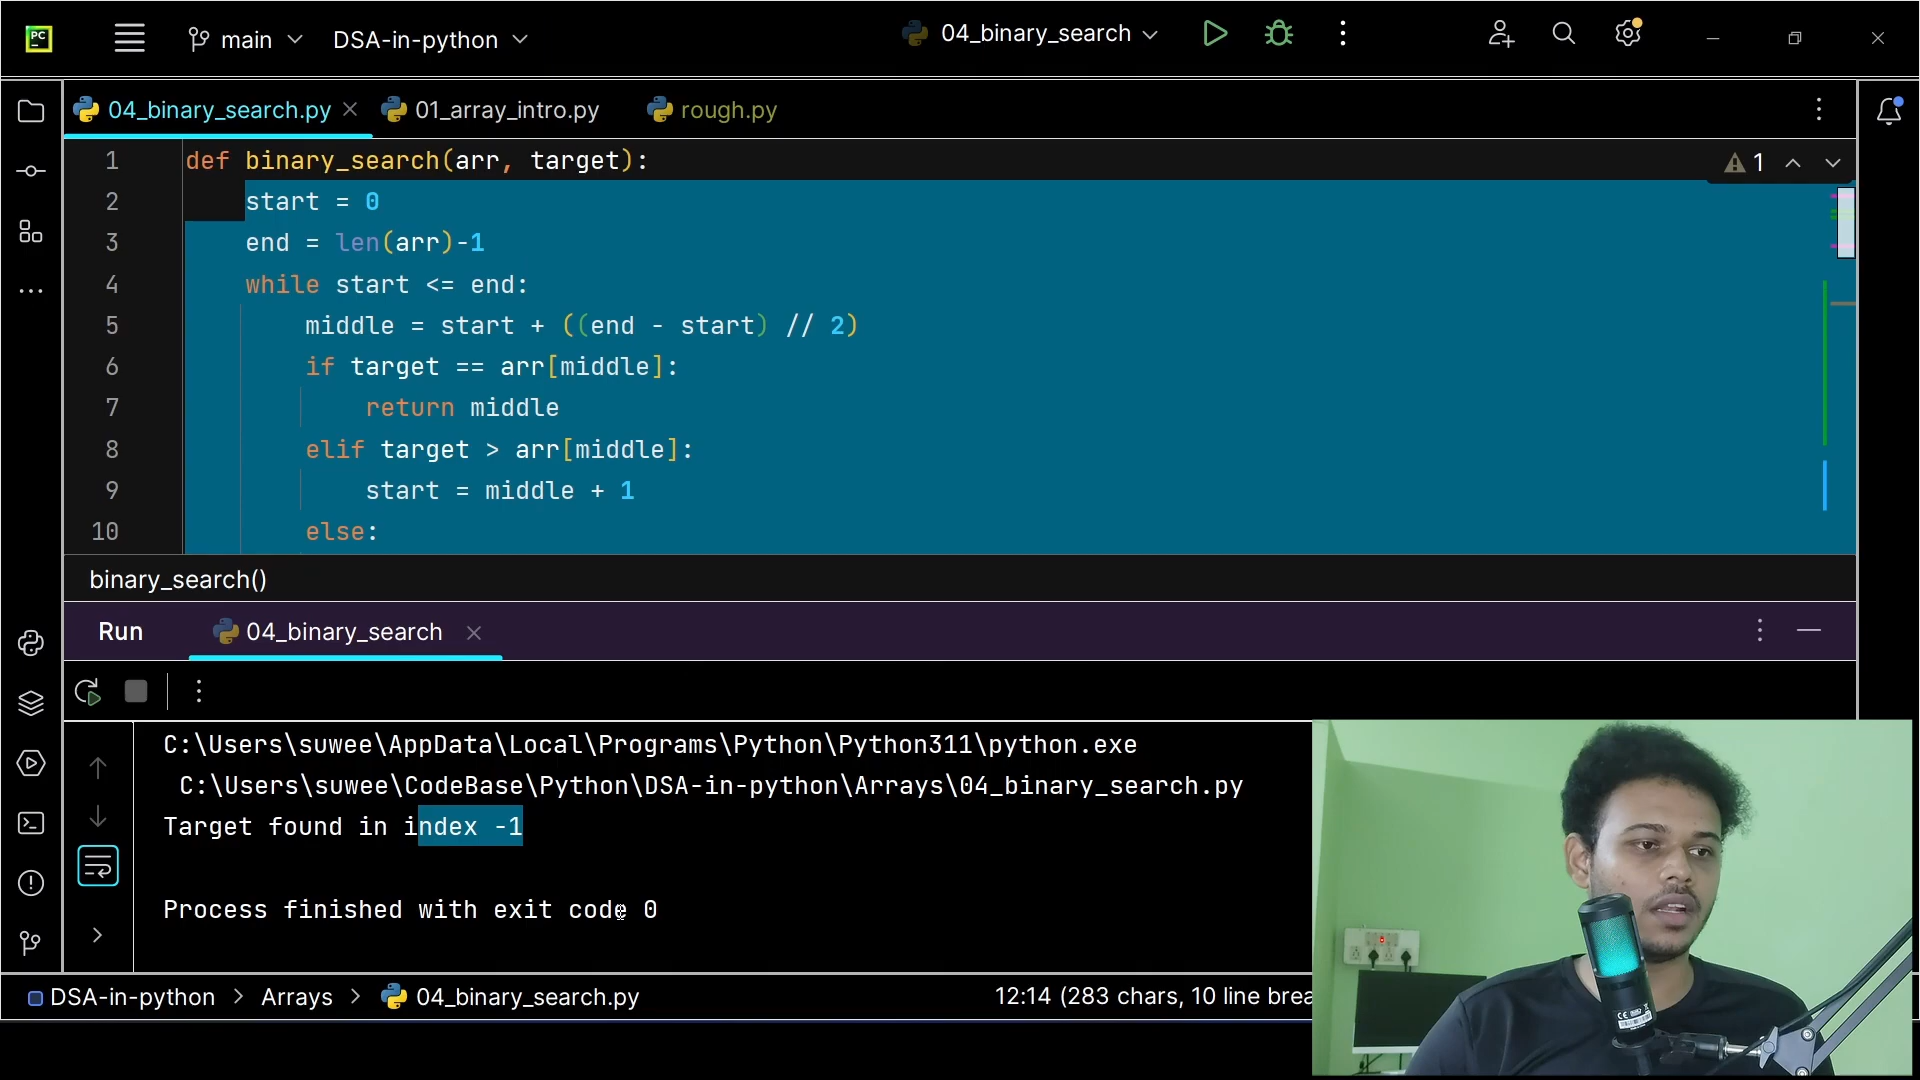 PC
main
DSA-in-python
04_binary_search
04_binary_search.py
01_array_intro.py
rough.py
1 def binary_search(arr, target):
1
2 start = 0
3 end = len(arr)-1
4 while start <= end:
5 middle = start + ((end - start) // 2)
6 if target == arr[middle]:
7 return middle
8 elif target > arr[middle]:
9 start = middle + 1
10 else:
binary_search()
Run
04_binary_search
C:\Users\suwee\AppData\Local\Programs\Python\Python311\python.exe
C:\Users\suwee\CodeBase\Python\DSA-in-python\Arrays\04_binary_search.py
Target found in index -1
Process finished with exit code 0
DSA-in-python > Arrays > 04_binary_search.py
12:14 (283 chars, 10 line brea